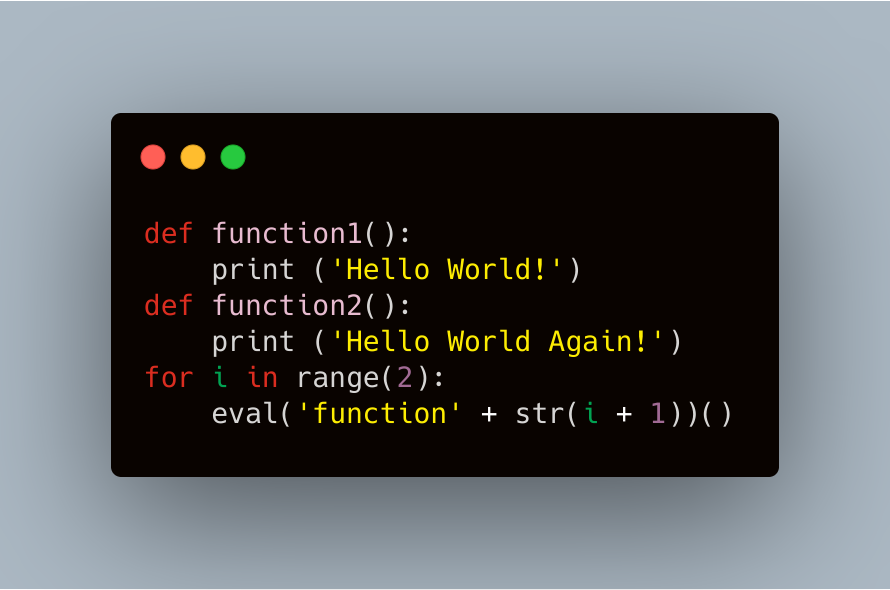 def function1():
    print ('Hello World!')
def function2():
    print ('Hello World Again!')
for i in range(2):
    eval('function' + str(i + 1))()